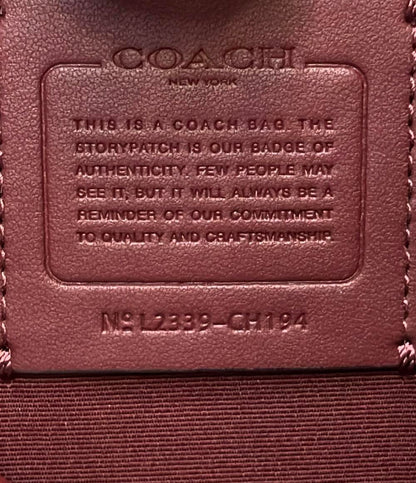 COACH
NEW YORK
THIS IS A COACH BAG. THE
STORYPATCH IS OUR BADGE OF
AUTHENTICITY. FEW PEOPLE MAY
SEE IT, BUT IT WILL ALWAYS BE A
REMINDER OF OUR COMMITMENT
TO QUALITY AND CRAFTSMANSHIP
Nº L2339-CH194